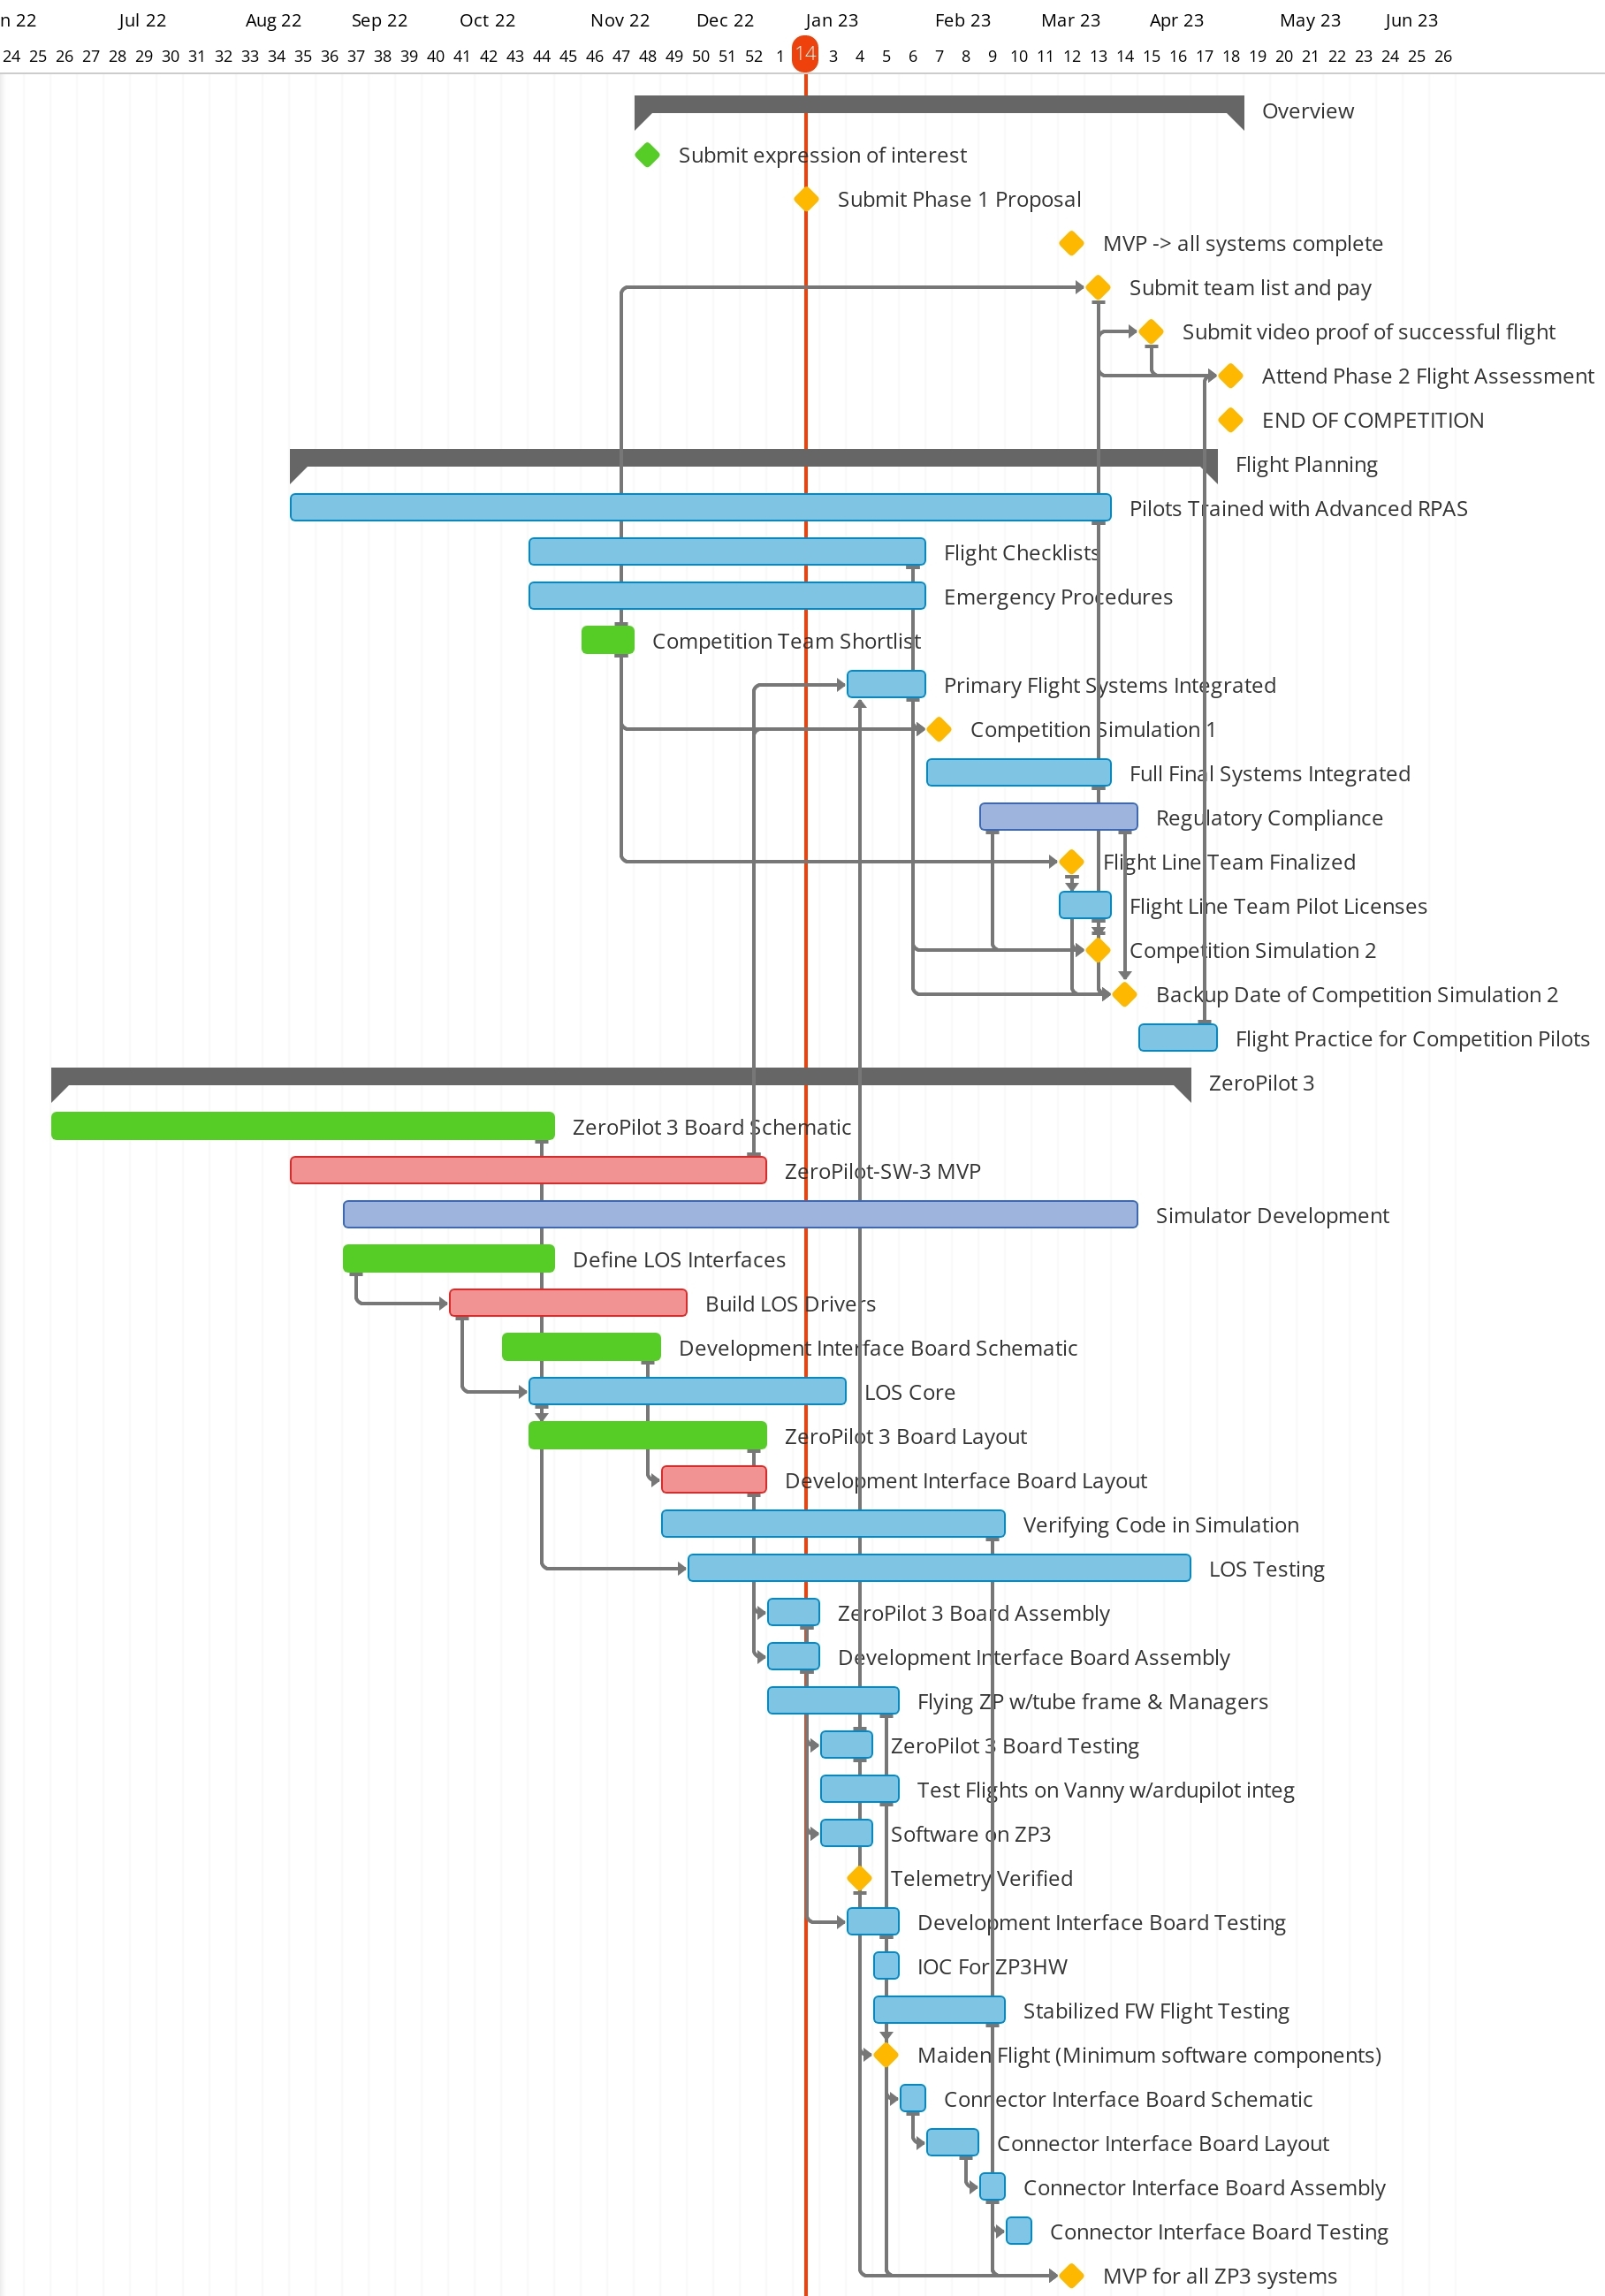 n 22 Jul 22 Aug 22 Sep 22 Oct 22 Nov 22 Dec 22 Jan 23 Feb 23 Mar 23 Apr 23 May 23 Jun 23
24 25 26 27 28 29 30 31 32 33 34 35 36 37 38 39 40 41 42 43 44 45 46 47 48 49 50 51 52 1 14 3 4 5 6 7 8 9 10 11 12 13 14 15 16 17 18 19 20 21 22 23 24 25 26
Overview
Submit expression of interest
Submit Phase 1 Proposal
MVP -> all systems complete
Submit team list and pay
Submit video proof of successful flight
Attend Phase 2 Flight Assessment
END OF COMPETITION
Flight Planning
Pilots Trained with Advanced RPAS
Flight Checklists
Emergency Procedures
Competition Team Shortlist
Primary Flight Systems Integrated
Competition Simulation 1
Full Final Systems Integrated
Regulatory Compliance
Flight Line Team Finalized
Flight Line Team Pilot Licenses
Competition Simulation 2
Backup Date of Competition Simulation 2
Flight Practice for Competition Pilots
ZeroPilot 3
ZeroPilot 3 Board Schematic
ZeroPilot-SW-3 MVP
Simulator Development
Define LOS Interfaces
Build LOS Drivers
Development Interface Board Schematic
LOS Core
ZeroPilot 3 Board Layout
Development Interface Board Layout
Verifying Code in Simulation
LOS Testing
ZeroPilot 3 Board Assembly
Development Interface Board Assembly
Flying ZP w/tube frame & Managers
ZeroPilot 3 Board Testing
Test Flights on Vanny w/ardupilot integ
Software on ZP3
Telemetry Verified
Development Interface Board Testing
IOC For ZP3HW
Stabilized FW Flight Testing
Maiden Flight (Minimum software components)
Connector Interface Board Schematic
Connector Interface Board Layout
Connector Interface Board Assembly
Connector Interface Board Testing
MVP for all ZP3 systems